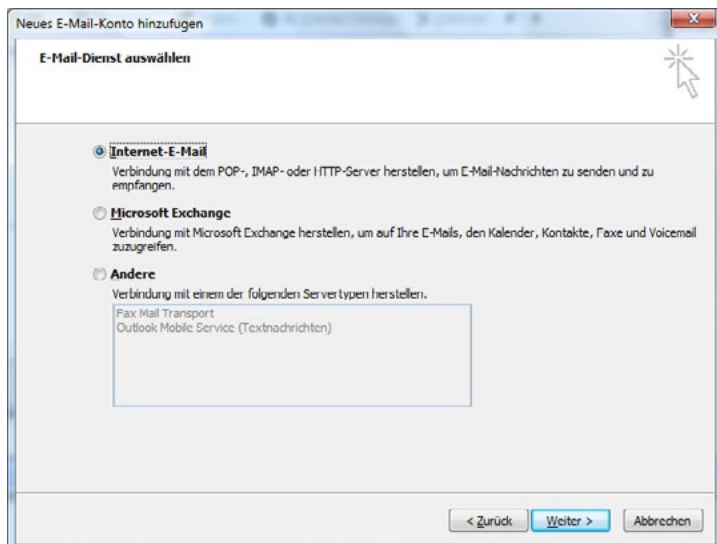 Neues E-Mail-Konto hinzufügen
E-Mail-Dienst auswählen
Internet-E-Mail
Verbindung mit dem POP-, IMAP- oder HTTP-Server herstellen, um E-Mail-Nachrichten zu senden und zu
empfangen.
Microsoft Exchange
Verbindung mit Microsoft Exchange herstellen, um auf Ihre E-Mails, den Kalender, Kontakte, Faxe und Voicemail
zuzugreifen.
Andere
Verbindung mit einem der folgenden Servertypen herstellen.
Fax Mail Transport
Outlook Mobile Service (Textnachrichten)
< Zurück Weiter > Abbrechen